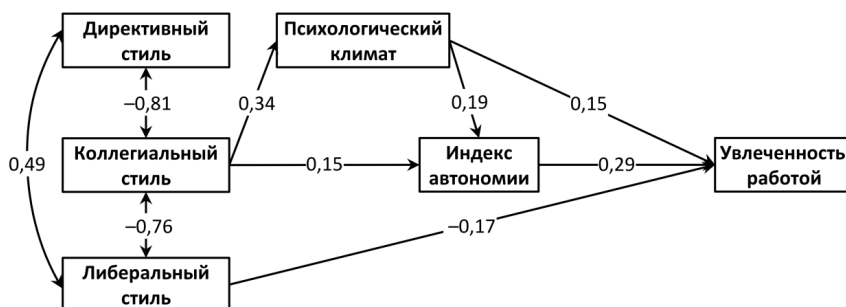 Директивный
стиль
Психологический
климат
–0,81
0,34
0,19
0,15
0,49
Коллегиальный
стиль
0,15
Индекс
автономии
0,29
Увлеченность
работой
–0,76
–0,17
Либеральный
стиль